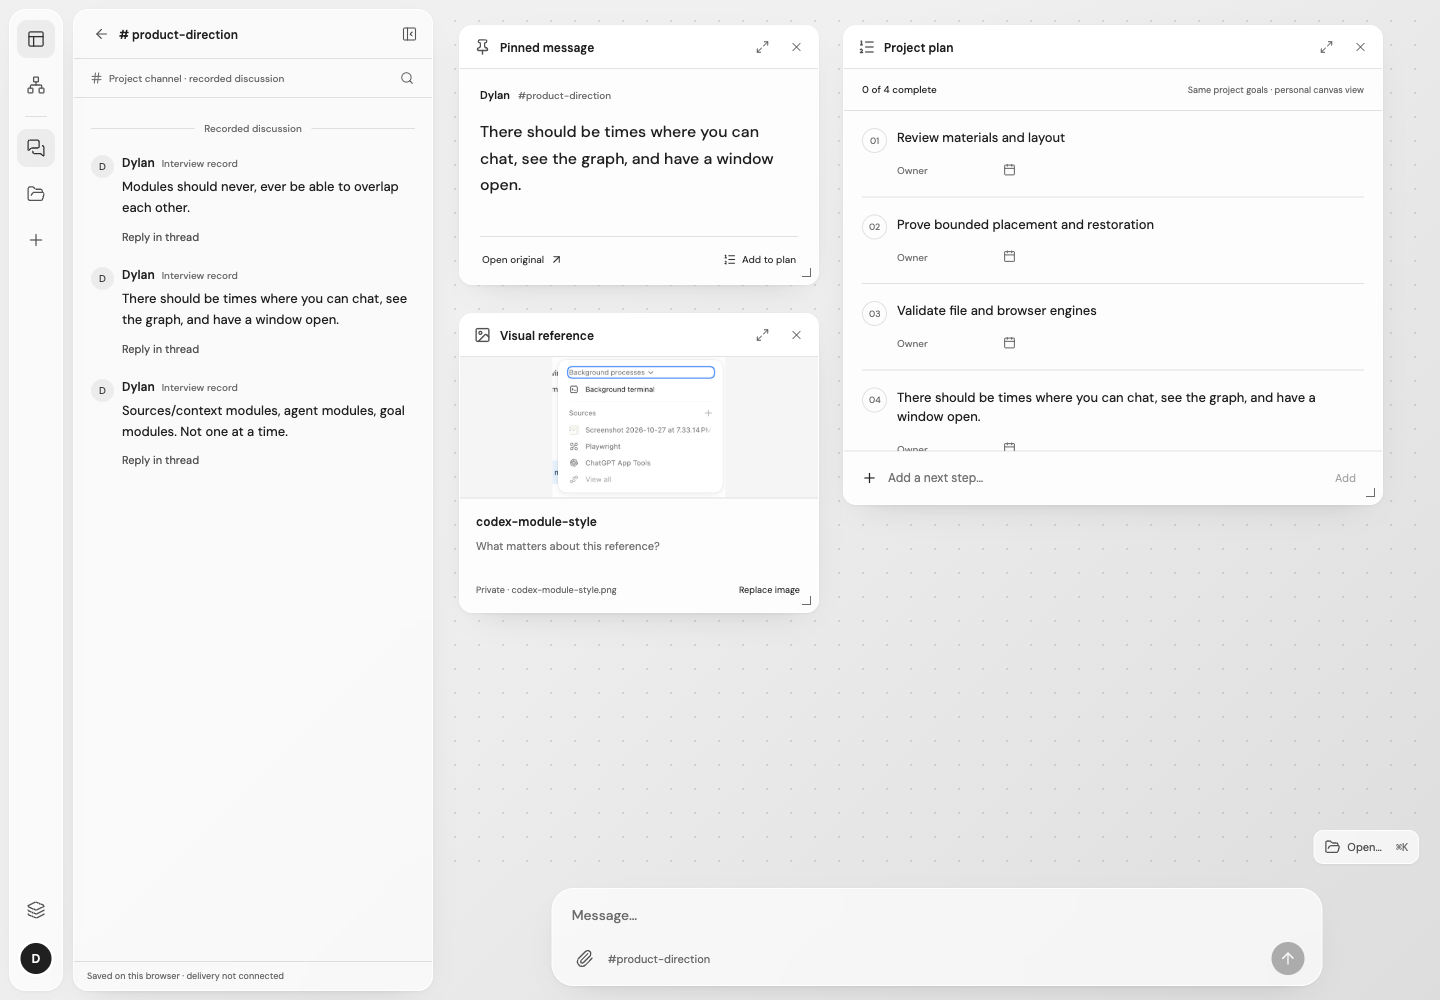 # product-direction
# Project channel · recorded discussion
Recorded discussion
D
Dylan Interview record
Modules should never, ever be able to overlap
each other.
Reply in thread
D
Dylan Interview record
There should be times where you can chat, see
the graph, and have a window open.
Reply in thread
D
Dylan Interview record
Sources/context modules, agent modules, goal
modules. Not one at a time.
Reply in thread
D
Saved on this browser · delivery not connected
Pinned message
Dylan #product-direction
There should be times where you can
chat, see the graph, and have a window
open.
Open original
Add to plan
Visual reference
Background processes
Background terminal
Sources
Screenshot 2026-10-27 at 7.33.14 PM
Playwright
ChatGPT App Tools
View all
codex-module-style
What matters about this reference?
Private · codex-module-style.png
Replace image
Project plan
0 of 4 complete
Same project goals · personal canvas view
01 Review materials and layout
Owner
02 Prove bounded placement and restoration
Owner
03 Validate file and browser engines
Owner
04 There should be times where you can chat, see the graph, and have a
window open.
Owner
Add a next step...
Add
Open... ⌘K
Message...
#product-direction